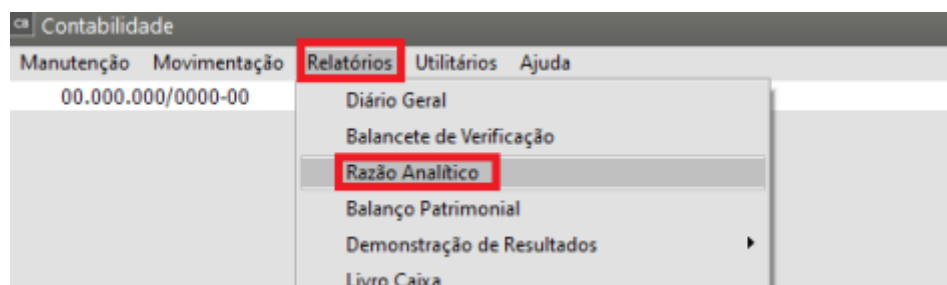 CB Contabilidade
Manutenção Movimentação Relatórios Utilitários Ajuda
00.000.000/0000-00
Diário Geral
Balancete de Verificação
Razão Analítico
Balanço Patrimonial
Demonstração de Resultados
Livro Caixa